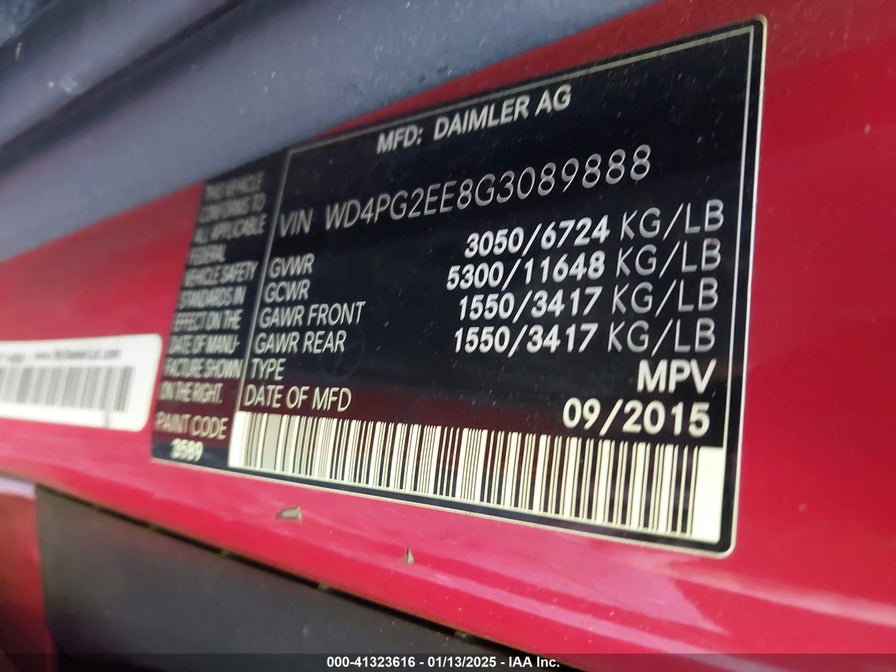 MFD: DAIMLER AG
THIS VEHICLE
CONFORMS TO
ALL APPLICABLE
FEDERAL
VEHICLE SAFETY
STANDARDS IN
EFFECT ON THE
DATE OF MANU-
FACTURE SHOWN
ON THE RIGHT.
PAINT CODE
3589
VIN WD4PG2EE8G3089888
GVWR 3050/6724 KG/LB
GCWR 5300/11648 KG/LB
GAWR FRONT 1550/3417 KG/LB
GAWR REAR 1550/3417 KG/LB
TYPE MPV
DATE OF MFD 09/2015
000-41323616 - 01/13/2025 - IAA Inc.